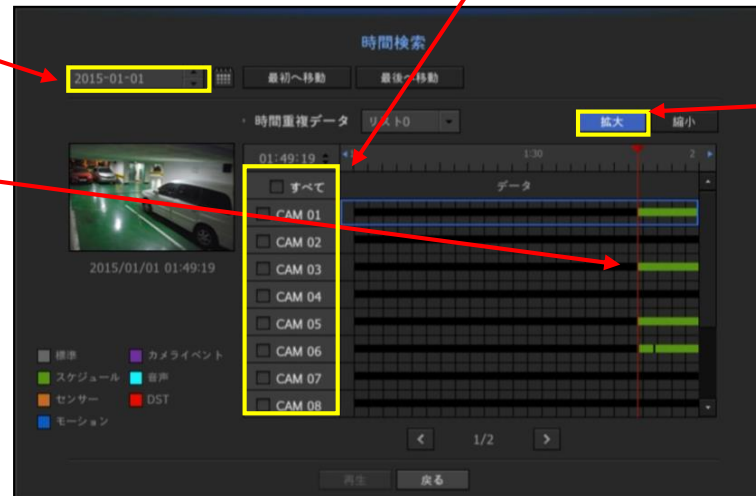 時間検索
2015-01-01
最初へ移動 最後へ移動
時間重複データ リスト0 拡大 縮小
01:49:19 1:30 2
すべて データ
CAM 01
CAM 02
2015/01/01 01:49:19 CAM 03
CAM 04
CAM 05
標準 カメライベント CAM 06
スケジュール 音声 CAM 07
センサー DST CAM 08
モーション
< 1/2 >
再生 戻る